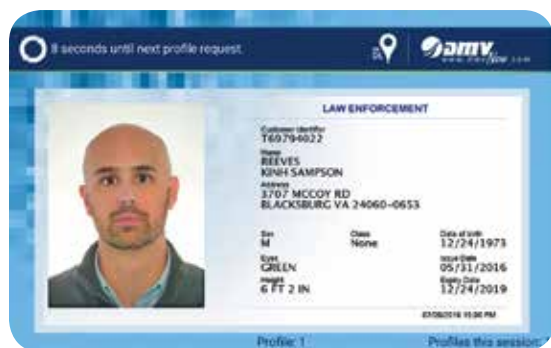 8 seconds until next profile request.
DMV
LAW ENFORCEMENT
Customer Identifier
T69794022
Name
REEVES
KINH SAMPSON
Address
3707 MCCOY RD
BLACKSBURG VA 24060-0653
Sex
M
Class
None
Date of birth
12/24/1973
Eyes
GREEN
Issue Date
05/31/2016
Height
6 FT 2 IN
Expiry Date
12/24/2019
Profile: 1
Profiles this session: